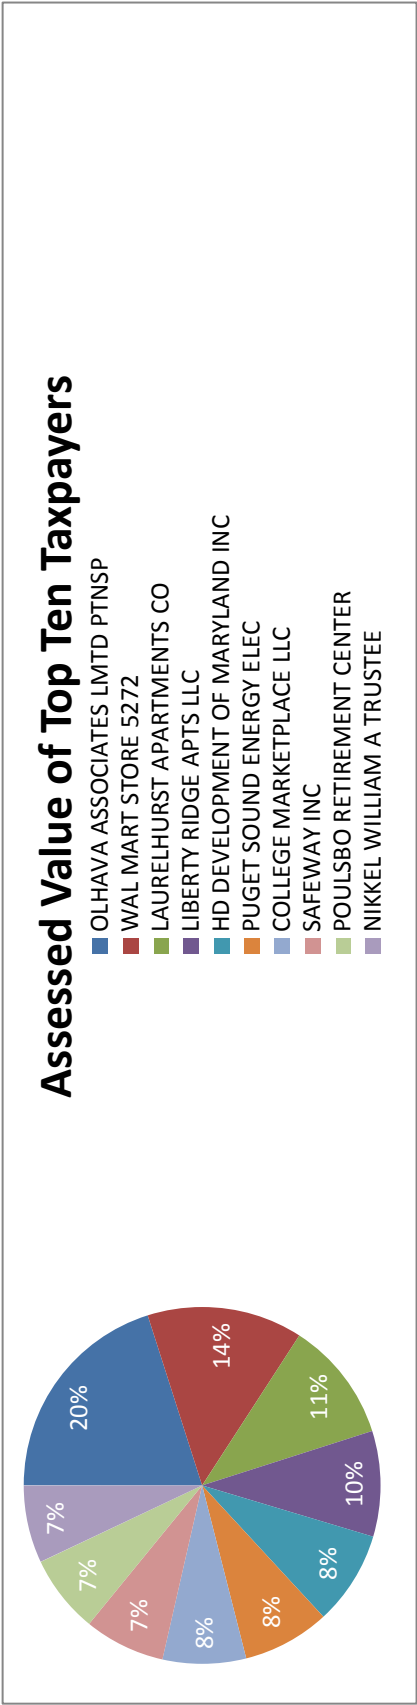 Assessed Value of Top Ten Taxpayers
OLHAVA ASSOCIATES LMTD PTNSP
WAL MART STORE 5272
LAURELHURST APARTMENTS CO
LIBERTY RIDGE APTS LLC
HD DEVELOPMENT OF MARYLAND INC
PUGET SOUND ENERGY ELEC
COLLEGE MARKETPLACE LLC
SAFEWAY INC
POULSBO RETIREMENT CENTER
NIKKEL WILLIAM A TRUSTEE
20%
14%
11%
10%
8%
8%
8%
7%
7%
7%